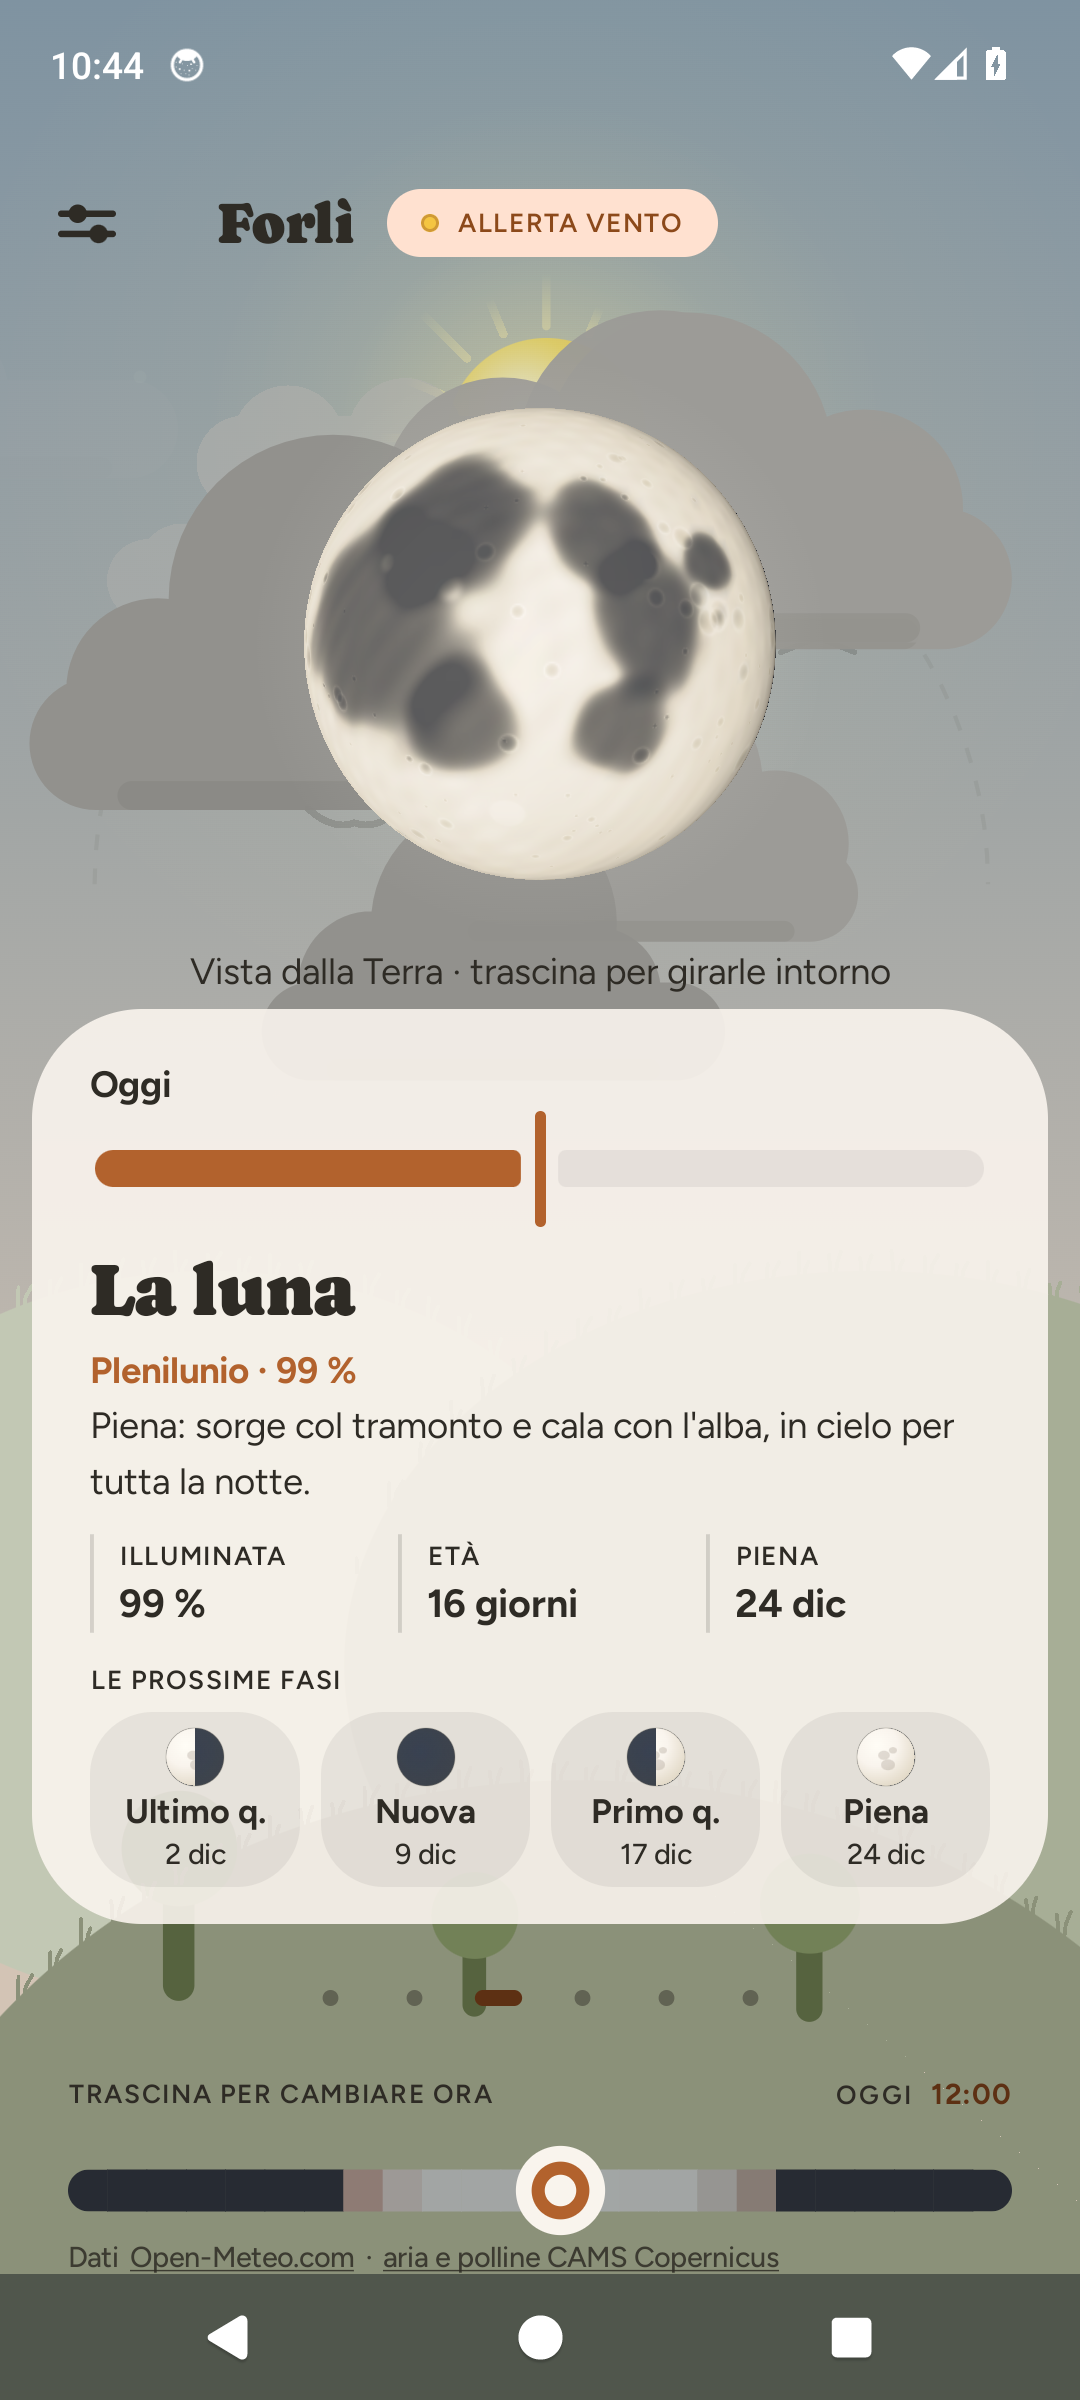 10:44
Forlì
ALLERTA VENTO
Vista dalla Terra · trascina per girarle intorno
Oggi
La luna
Plenilunio · 99 %
Piena: sorge col tramonto e cala con l'alba, in cielo per
tutta la notte.
ILLUMINATA ETÀ PIENA
99 % 16 giorni 24 dic
LE PROSSIME FASI
Ultimo q. Nuova Primo q. Piena
2 dic 9 dic 17 dic 24 dic
TRASCINA PER CAMBIARE ORA OGGI 12:00
Dati Open-Meteo.com · aria e polline CAMS Copernicus